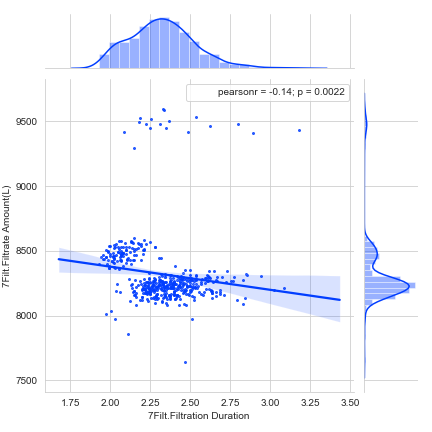 pearsonr = -0.14; p = 0.0022
9500
9000
8500
8000
7500
7Filt.Filtrate Amount(L)
1.75 2.00 2.25 2.50 2.75 3.00 3.25 3.50
7Filt.Filtration Duration